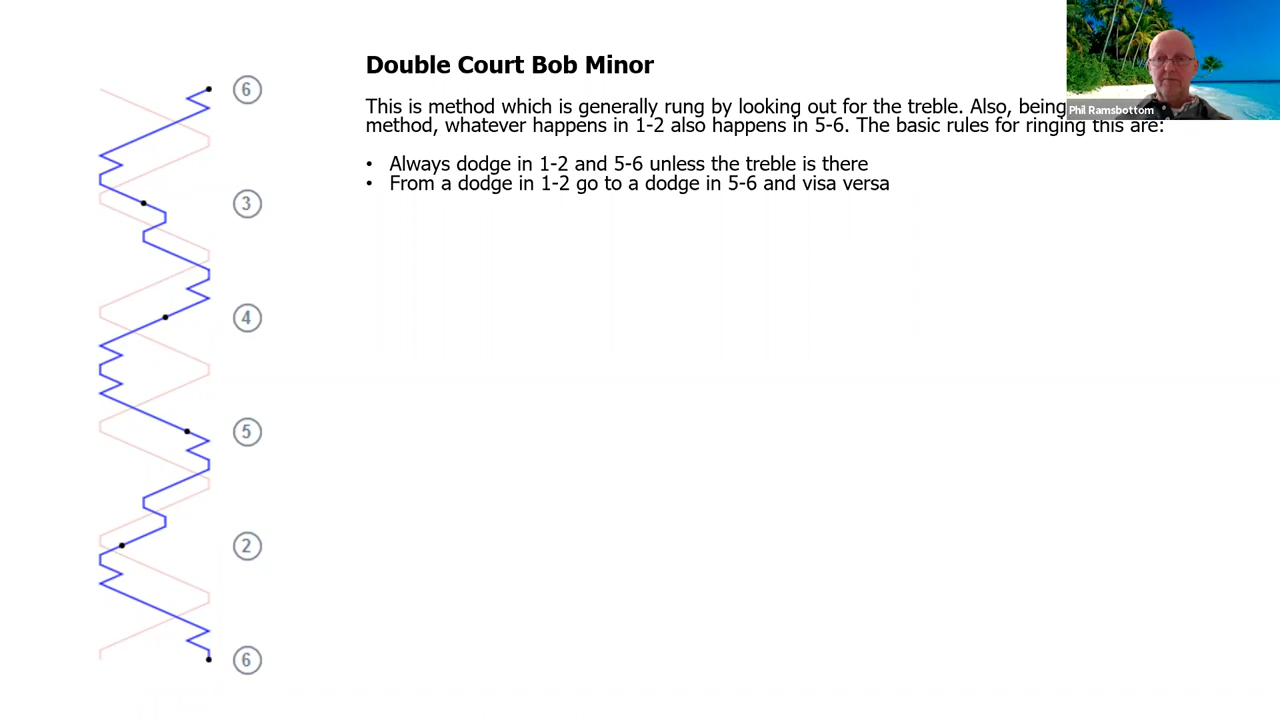 Double Court Bob Minor
This is method which is generally rung by looking out for the treble. Also, being
method, whatever happens in 1-2 also happens in 5-6. The basic rules for ringing this are:
• Always dodge in 1-2 and 5-6 unless the treble is there
• From a dodge in 1-2 go to a dodge in 5-6 and visa versa
6
3
4
5
2
6
Phil Ramsbottom